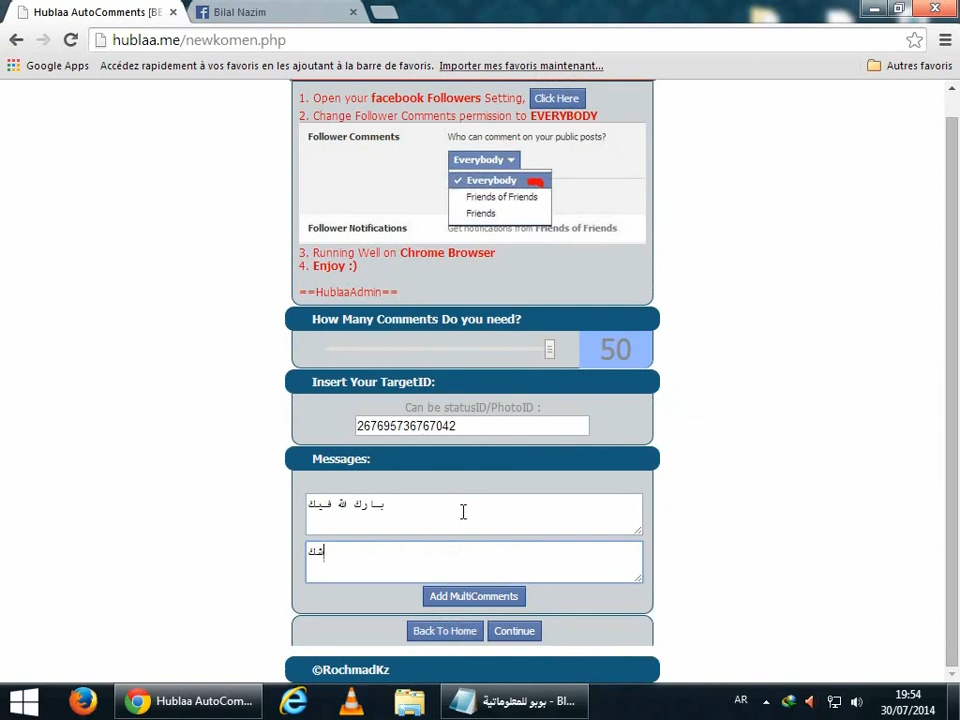 Hublaa AutoComments [BE
Bilal Nazim
hublaa.me/newkomen.php
Google Apps
Accédez rapidement à vos favoris en les ajoutant à la barre de favoris. Importer mes favoris maintenant...
Autres favoris
1. Open your facebook Followers Setting, Click Here
2. Change Follower Comments permission to EVERYBODY
Follower Comments
Who can comment on your public posts?
Everybody
Everybody
Friends of Friends
Friends
Follower Notifications
Get notifications from Friends of Friends
3. Running Well on Chrome Browser
4. Enjoy :)
==HublaaAdmin==
How Many Comments Do you need?
50
Insert Your TargetID:
Can be statusID/PhotoID :
267695736767042
Messages:
بارك الله فيك
شك
Add MultiComments
Back To Home
Continue
©RochmadKz
Hublaa AutoCom...
بوبو للمعلوماتية - Bl...
AR
19:54
30/07/2014